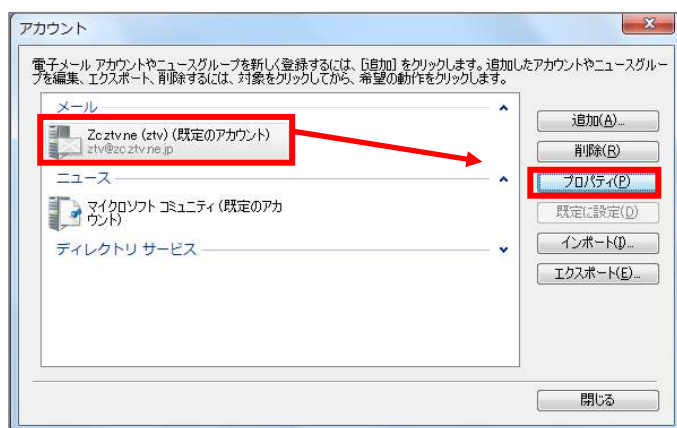 アカウント
電子メール アカウントやニュースグループを新しく登録するには、[追加] をクリックします。追加したアカウントやニュースグルー
プを編集、エクスポート、削除するには、対象をクリックしてから、希望の動作をクリックします。
メール
Zc.ztv.ne (ztv) (既定のアカウント)
ztv@zc.ztv.ne.jp
ニュース
マイクロソフト コミュニティ (既定のアカ
ウント)
ディレクトリ サービス
追加(A)...
削除(R)
プロパティ(P)
既定に設定(D)
インポート(I)...
エクスポート(E)...
閉じる